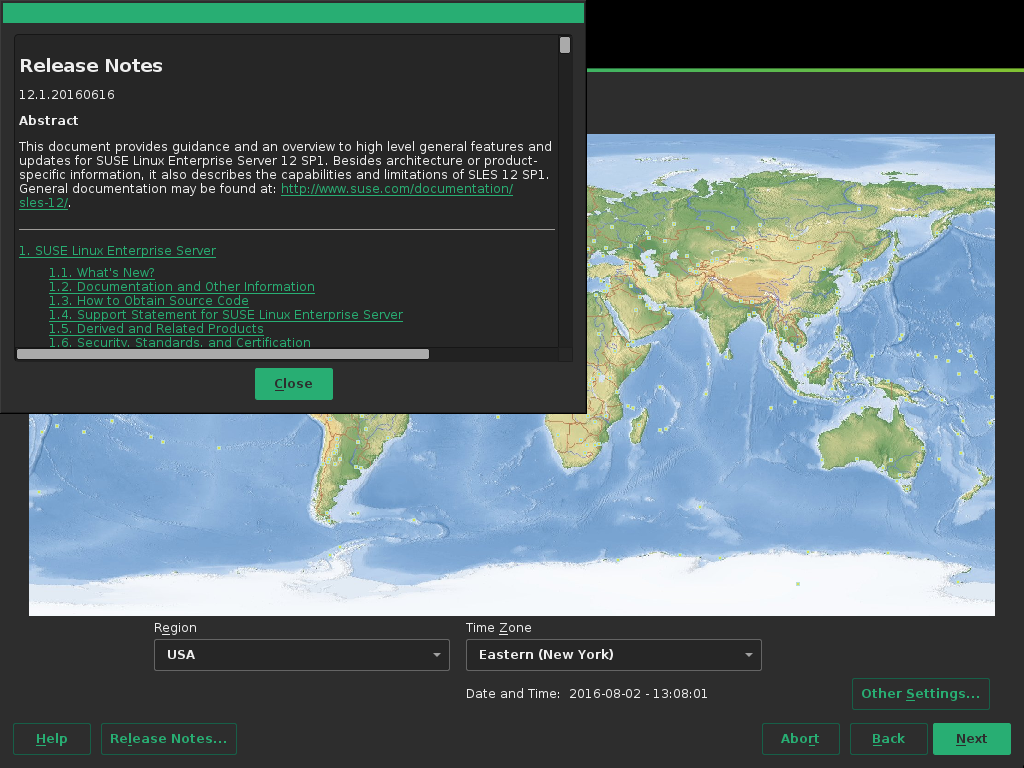 Release Notes
12.1.20160616
Abstract
This document provides guidance and an overview to high level general features and
updates for SUSE Linux Enterprise Server 12 SP1. Besides architecture or product-
specific information, it also describes the capabilities and limitations of SLES 12 SP1.
General documentation may be found at: http://www.suse.com/documentation/
sles-12/.
1. SUSE Linux Enterprise Server
1.1. What's New?
1.2. Documentation and Other Information
1.3. How to Obtain Source Code
1.4. Support Statement for SUSE Linux Enterprise Server
1.5. Derived and Related Products
1.6. Security, Standards, and Certification
Close
Region
Time Zone
USA
Eastern (New York)
Date and Time: 2016-08-02 - 13:08:01
Other Settings...
Help
Release Notes...
Abort
Back
Next